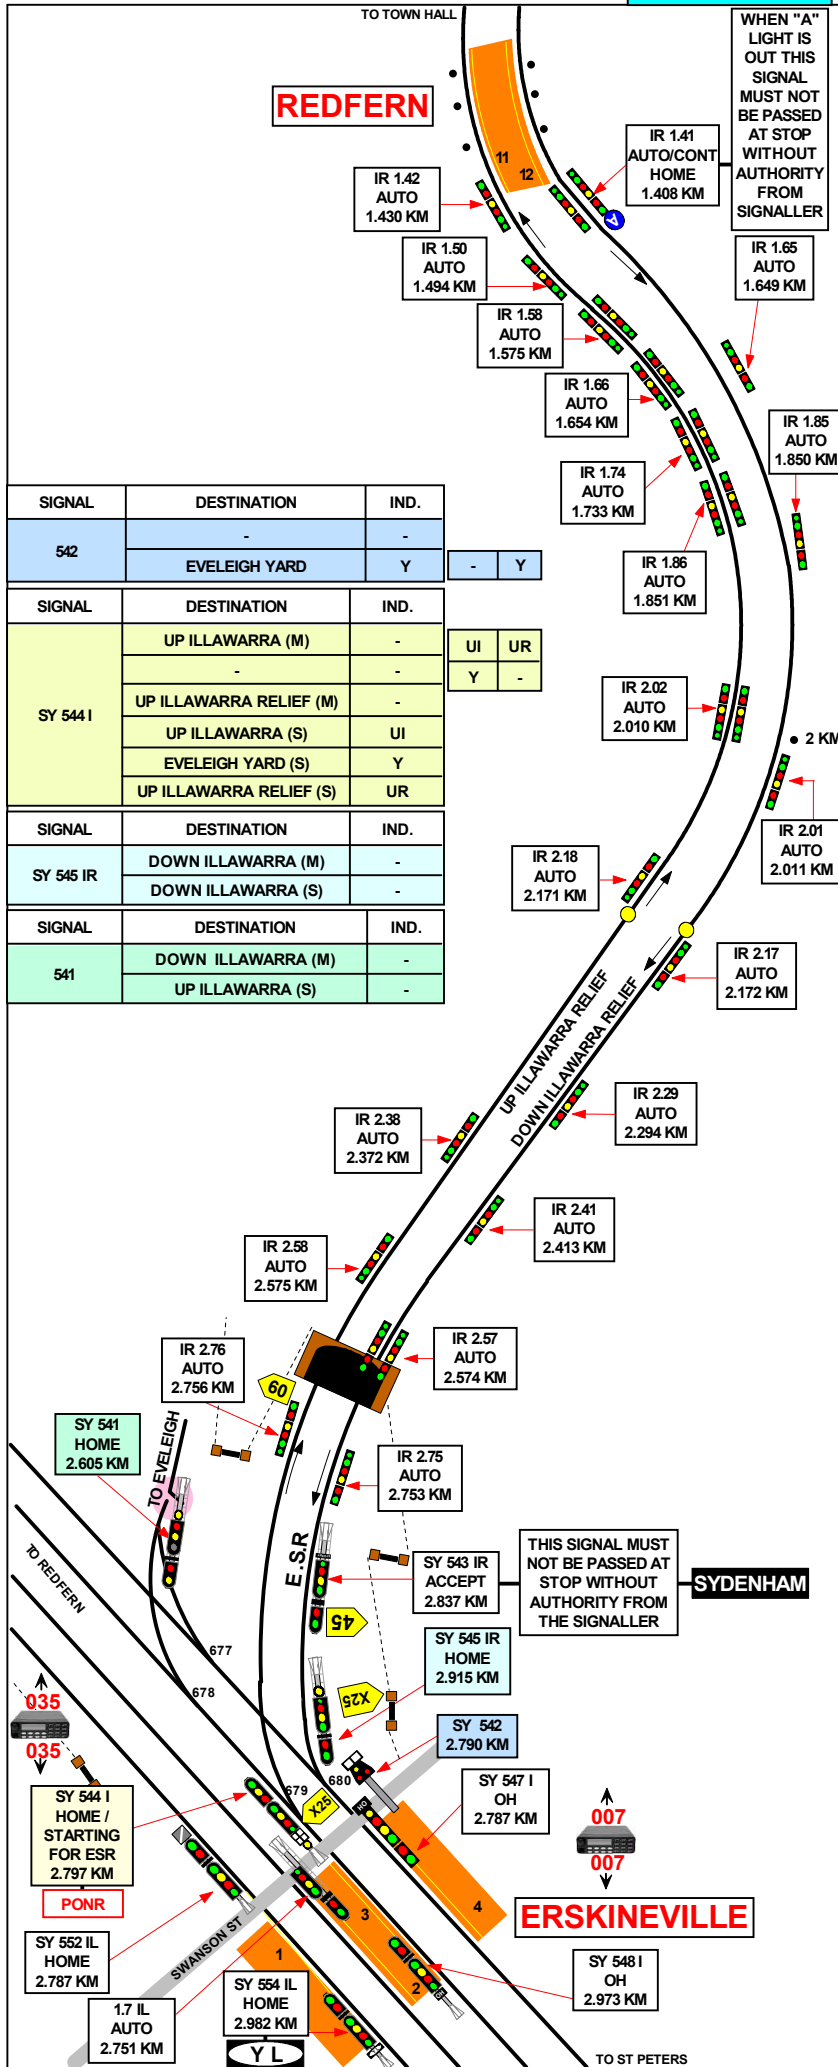 TO TOWN HALL
WHEN "A"
LIGHT IS
OUT THIS
SIGNAL
MUST NOT
BE PASSED
AT STOP
WITHOUT
AUTHORITY
FROM
SIGNALLER
REDFERN
11
12
IR 1.41
AUTO/CONT
HOME
1.408 KM
A
IR 1.42
AUTO
1.430 KM
IR 1.50
AUTO
1.494 KM
IR 1.65
AUTO
1.649 KM
IR 1.58
AUTO
1.575 KM
IR 1.66
AUTO
1.654 KM
IR 1.85
AUTO
1.850 KM
IR 1.74
AUTO
1.733 KM
IR 1.86
AUTO
1.851 KM
SIGNAL DESTINATION IND.
542 - -
EVELEIGH YARD Y
- Y
SIGNAL DESTINATION IND.
SY 544 I
UP ILLAWARRA (M) -
- -
UP ILLAWARRA RELIEF (M) -
UP ILLAWARRA (S) UI
EVELEIGH YARD (S) Y
UP ILLAWARRA RELIEF (S) UR
UI UR
Y -
SIGNAL DESTINATION IND.
SY 545 IR
DOWN ILLAWARRA (M) -
DOWN ILLAWARRA (S) -
SIGNAL DESTINATION IND.
541
DOWN ILLAWARRA (M) -
UP ILLAWARRA (S) -
IR 2.02
AUTO
2.010 KM
2 KM
IR 2.01
AUTO
2.011 KM
IR 2.18
AUTO
2.171 KM
IR 2.17
AUTO
2.172 KM
UP ILLAWARRA RELIEF
DOWN ILLAWARRA RELIEF
IR 2.29
AUTO
2.294 KM
IR 2.38
AUTO
2.372 KM
IR 2.41
AUTO
2.413 KM
IR 2.58
AUTO
2.575 KM
IR 2.57
AUTO
2.574 KM
IR 2.76
AUTO
2.756 KM
60
SY 541
HOME
2.605 KM
TO EVELEIGH
IR 2.75
AUTO
2.753 KM
E.S.R
SY 543 IR
ACCEPT
2.837 KM
THIS SIGNAL MUST
NOT BE PASSED AT
STOP WITHOUT
AUTHORITY FROM
THE SIGNALLER
SYDENHAM
45
TO REDFERN
677
678
SY 545 IR
HOME
2.915 KM
X25
035
035
SY 542
2.790 KM
679
680
X25
SY 544 I
HOME /
STARTING
FOR ESR
2.797 KM
PONR
SY 547 I
OH
2.787 KM
OH
007
007
4
ERSKINEVILLE
3
SY 552 IL
HOME
2.787 KM
SWANSON ST
1
2
SY 548 I
OH
2.973 KM
1.7 IL
AUTO
2.751 KM
SY 554 IL
HOME
2.982 KM
Y L
TO ST PETERS